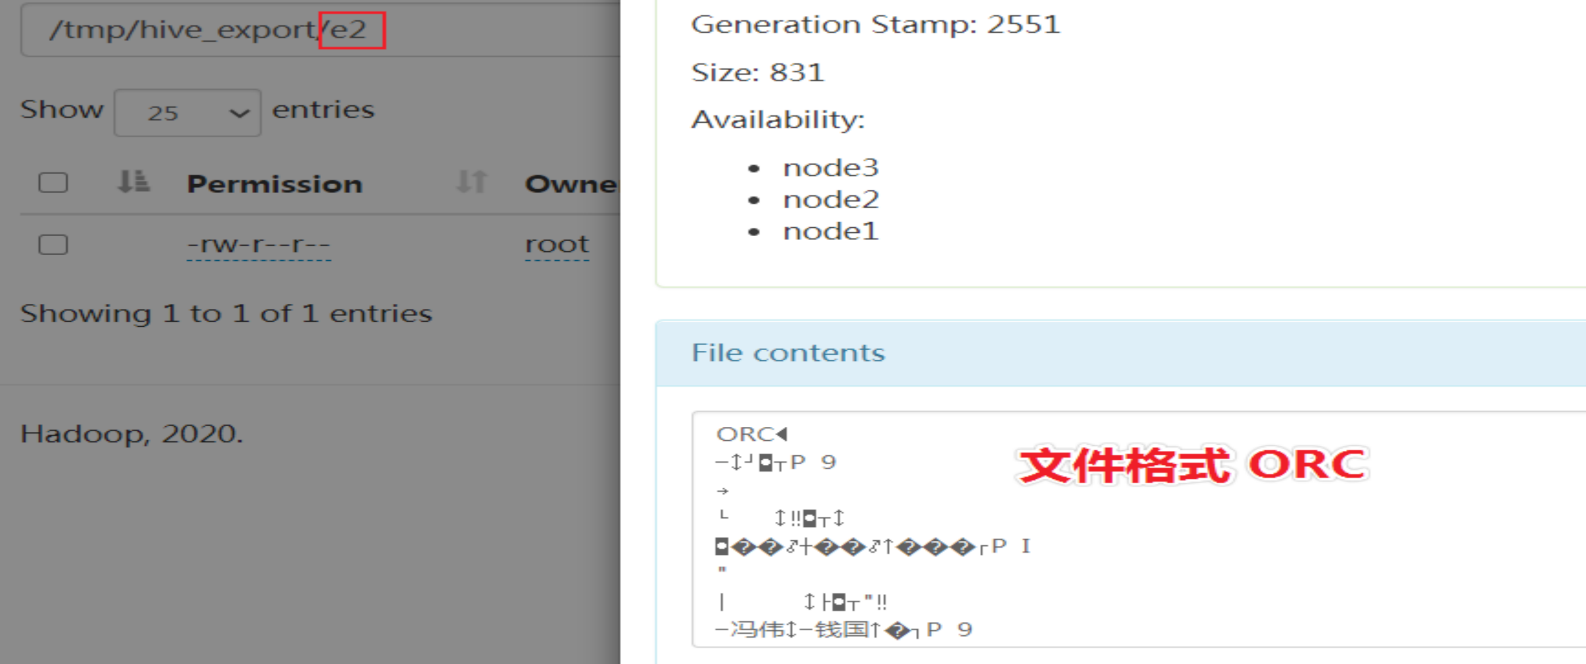 /tmp/hive_export/e2
Show 25 entries
Permission Owne
-rw-r--r-- root
Showing 1 to 1 of 1 entries
Hadoop, 2020.
Generation Stamp: 2551
Size: 831
Availability:
• node3
• node2
• node1
File contents
文件格式 ORC
ORC◄
—↕┘◘┬P 9
→
└ ↕‼◘┬↕
◘��♂┼��♂↑���┌P I
"
| ↕├◘┬"‼
—冯伟↕—钱国↑�┐P 9